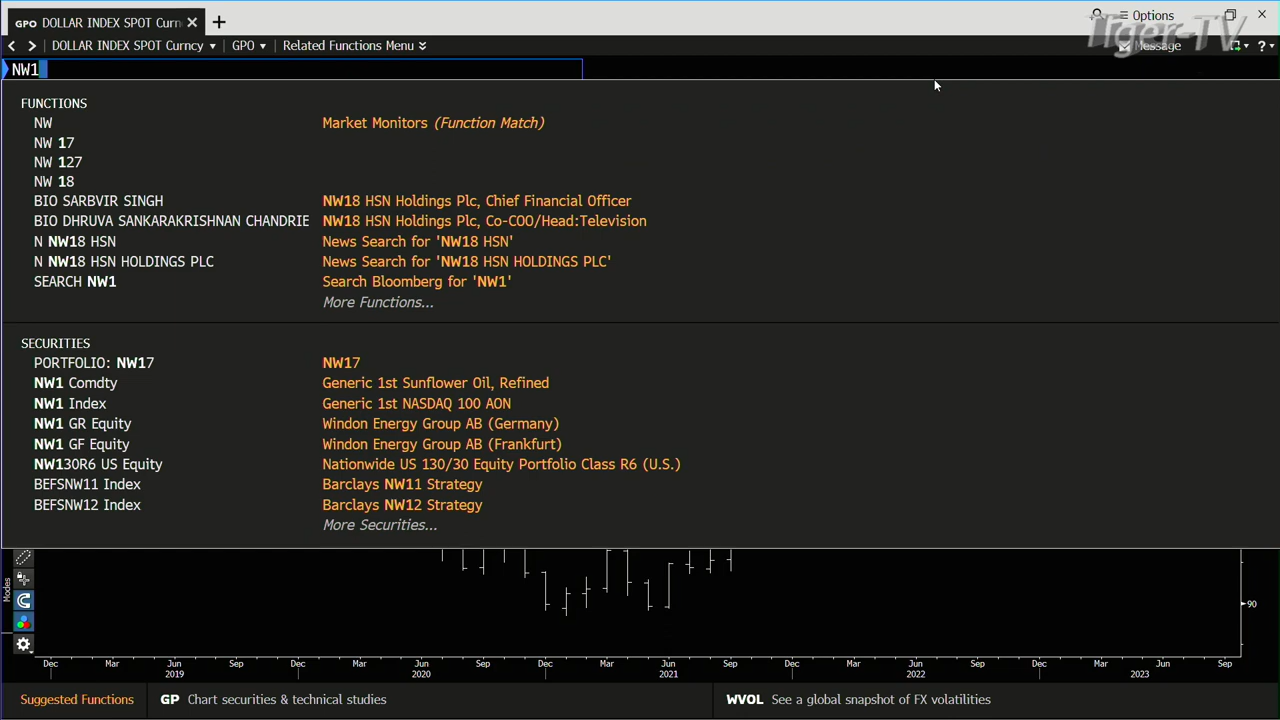 GPO DOLLAR INDEX SPOT Curn
Options
Tiger-TV
DOLLAR INDEX SPOT Curncy GPO Related Functions Menu
Message
?
NW1
FUNCTIONS
NW Market Monitors (Function Match)
NW 17
NW 127
NW 18
BIO SARBVIR SINGH NW18 HSN Holdings Plc, Chief Financial Officer
BIO DHRUVA SANKARAKRISHNAN CHANDRIE NW18 HSN Holdings Plc, Co-COO/Head:Television
N NW18 HSN News Search for 'NW18 HSN'
N NW18 HSN HOLDINGS PLC News Search for 'NW18 HSN HOLDINGS PLC'
SEARCH NW1 Search Bloomberg for 'NW1'
More Functions...
SECURITIES
PORTFOLIO: NW17 NW17
NW1 Comdty Generic 1st Sunflower Oil, Refined
NW1 Index Generic 1st NASDAQ 100 AON
NW1 GR Equity Windon Energy Group AB (Germany)
NW1 GF Equity Windon Energy Group AB (Frankfurt)
NW130R6 US Equity Nationwide US 130/30 Equity Portfolio Class R6 (U.S.)
BEFSNW11 Index Barclays NW11 Strategy
BEFSNW12 Index Barclays NW12 Strategy
More Securities...
Modes
90
Dec Mar Jun Sep Dec Mar Jun Sep Dec Mar Jun Sep Dec Mar Jun Sep Dec Mar Jun Sep
2019 2020 2021 2022 2023
Suggested Functions GP Chart securities & technical studies WVOL See a global snapshot of FX volatilities